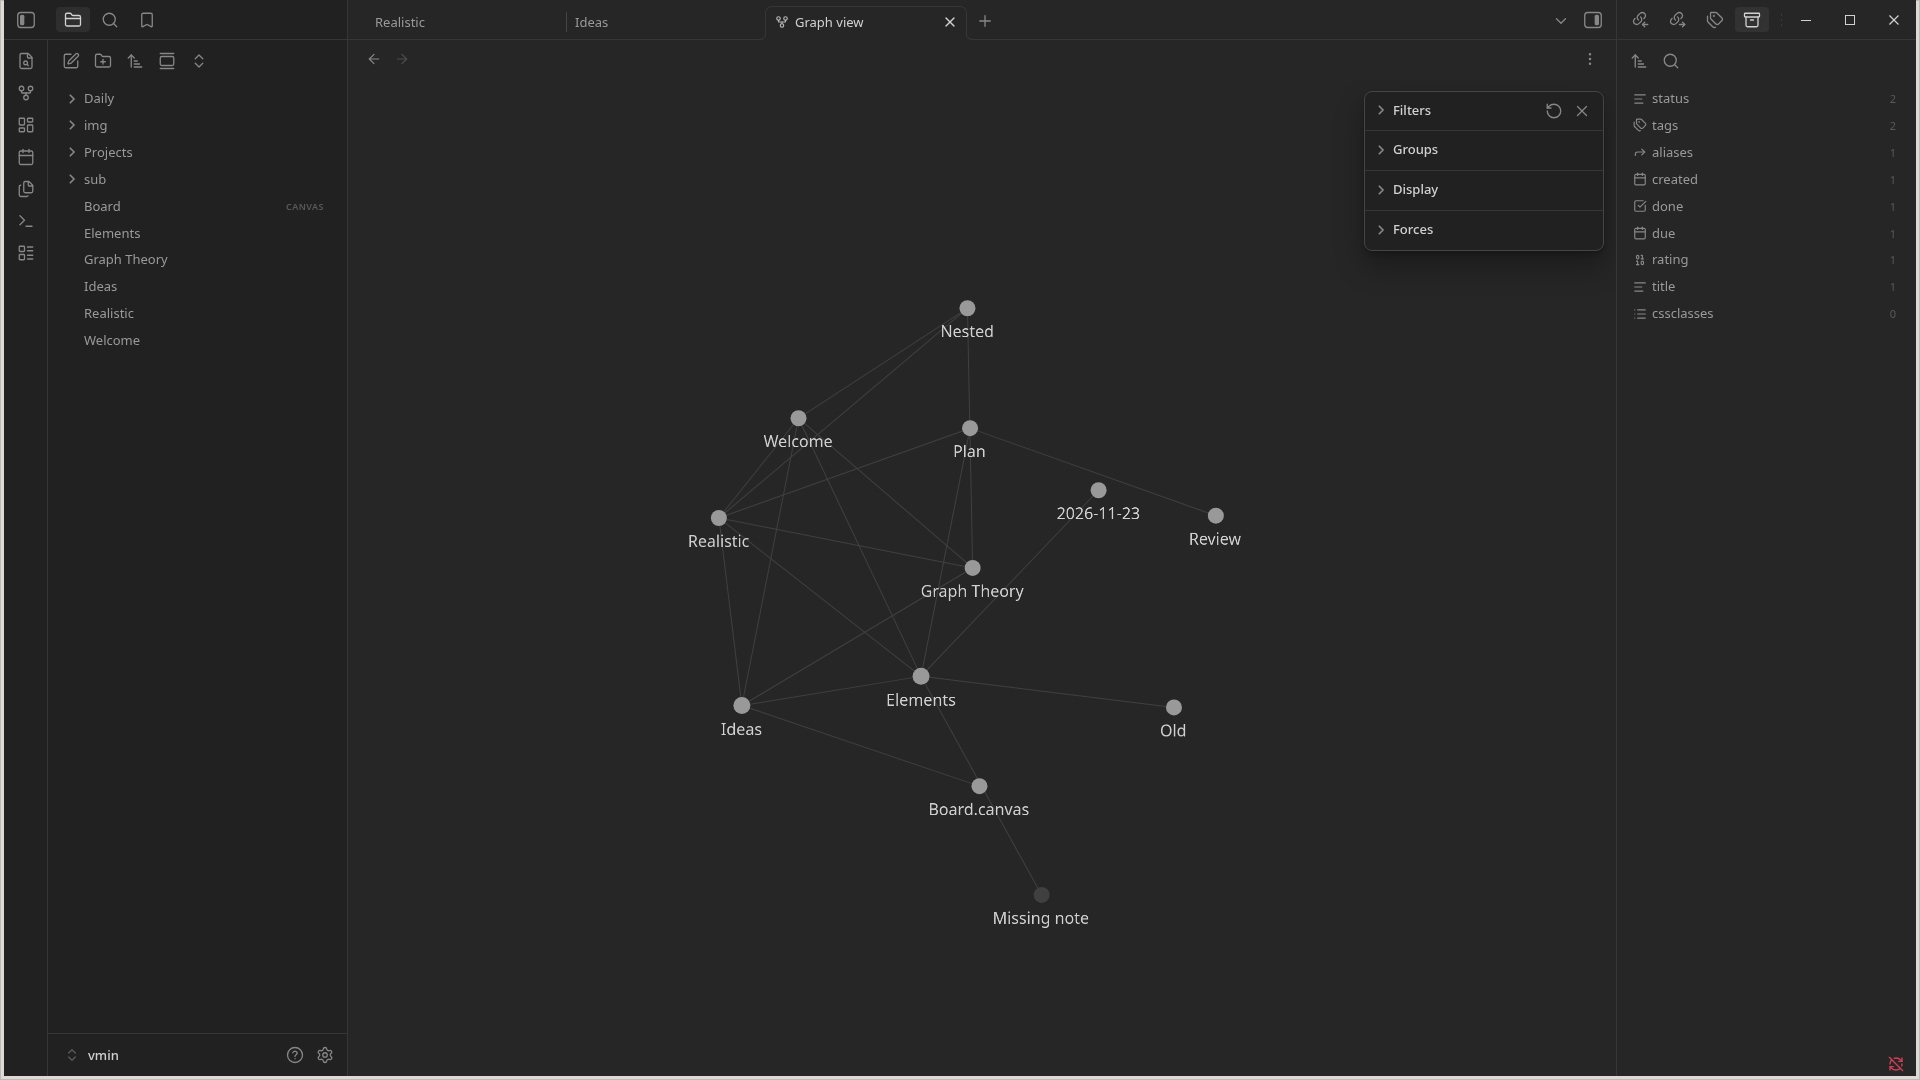 Realistic
Ideas
Graph view
Daily
img
Projects
sub
Board CANVAS
Elements
Graph Theory
Ideas
Realistic
Welcome
vmin
Filters
Groups
Display
Forces
Nested
Welcome
Plan
2026-11-23
Review
Realistic
Graph Theory
Elements
Ideas
Old
Board.canvas
Missing note
status 2
tags 2
aliases 1
created 1
done 1
due 1
rating 1
title 1
cssclasses 0